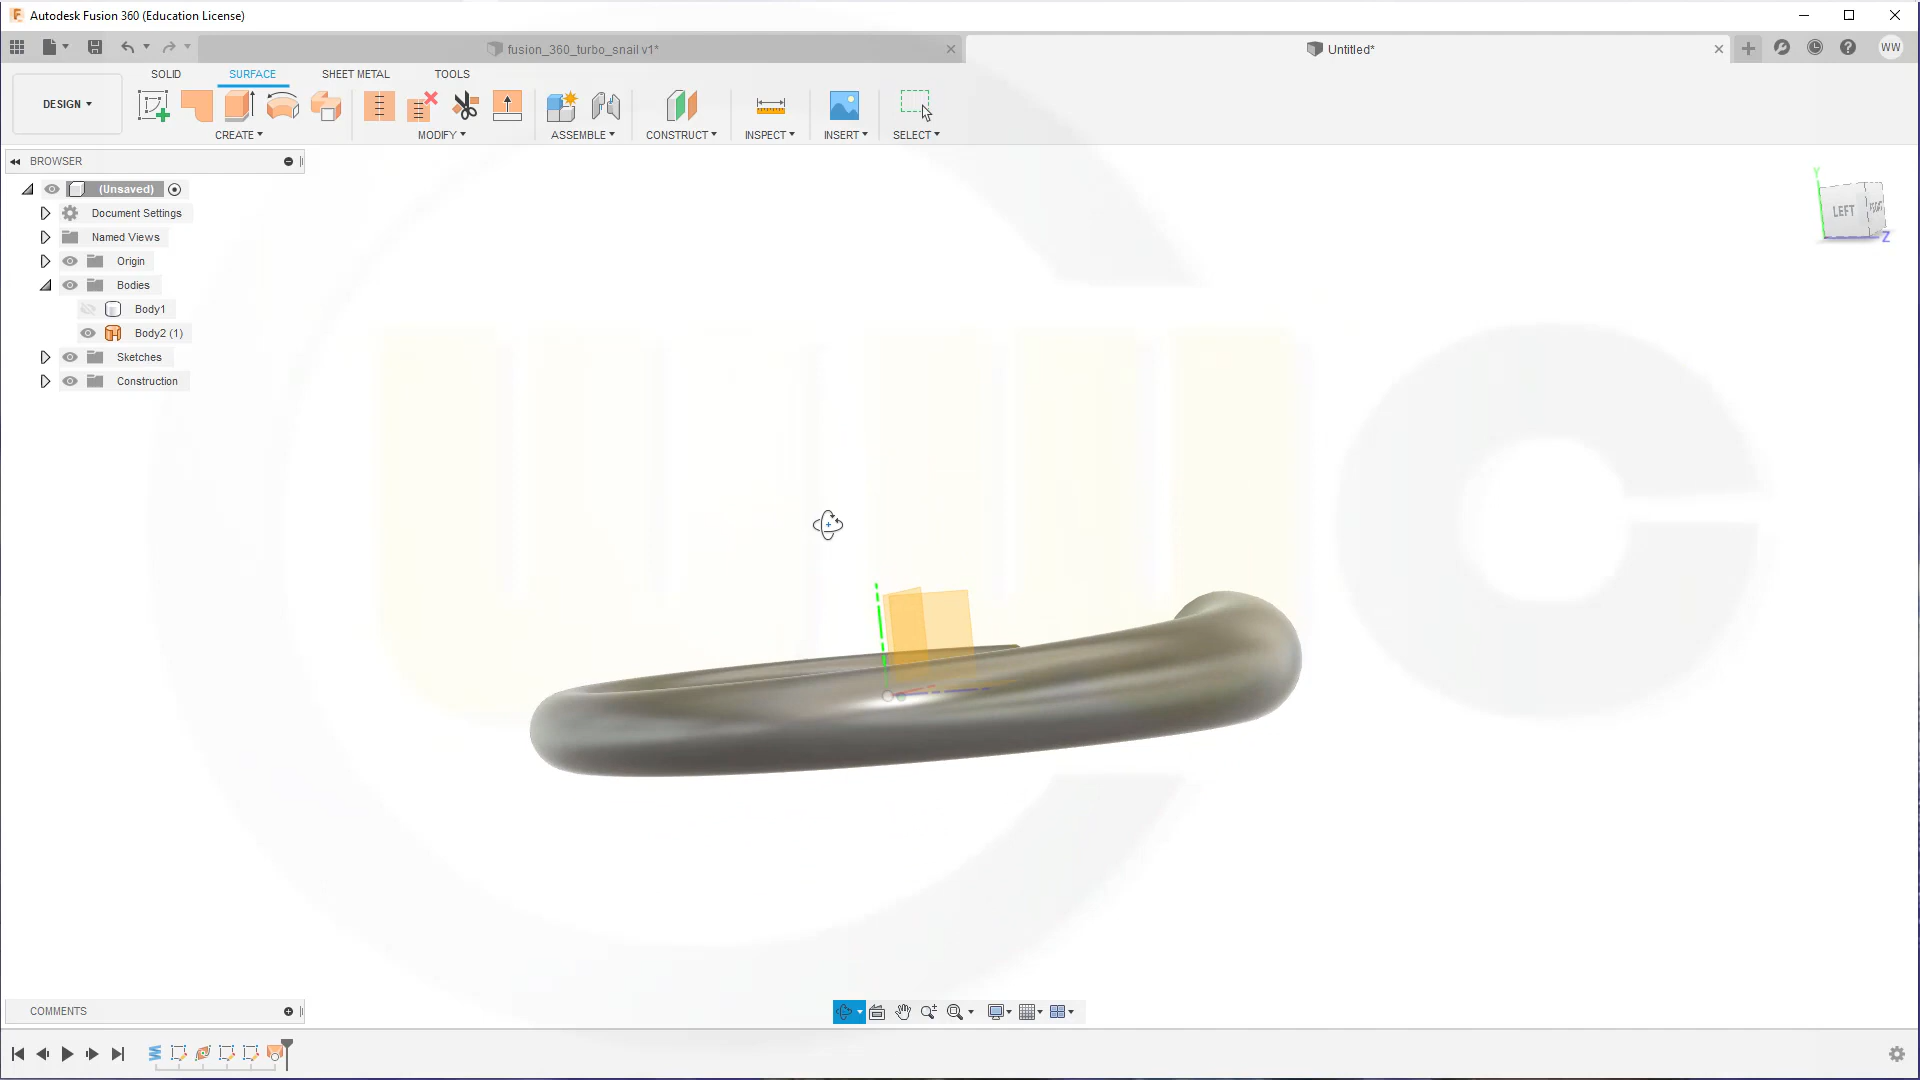 Autodesk Fusion 360 (Education License)
fusion_360_turbo_snail v1*
Untitled*
WW
DESIGN
SOLID
SURFACE
SHEET METAL
TOOLS
CREATE
MODIFY
ASSEMBLE
CONSTRUCT
INSPECT
INSERT
SELECT
BROWSER
(Unsaved)
Document Settings
Named Views
Origin
Bodies
Body1
Body2 (1)
Sketches
Construction
Y
LEFT
Z
COMMENTS